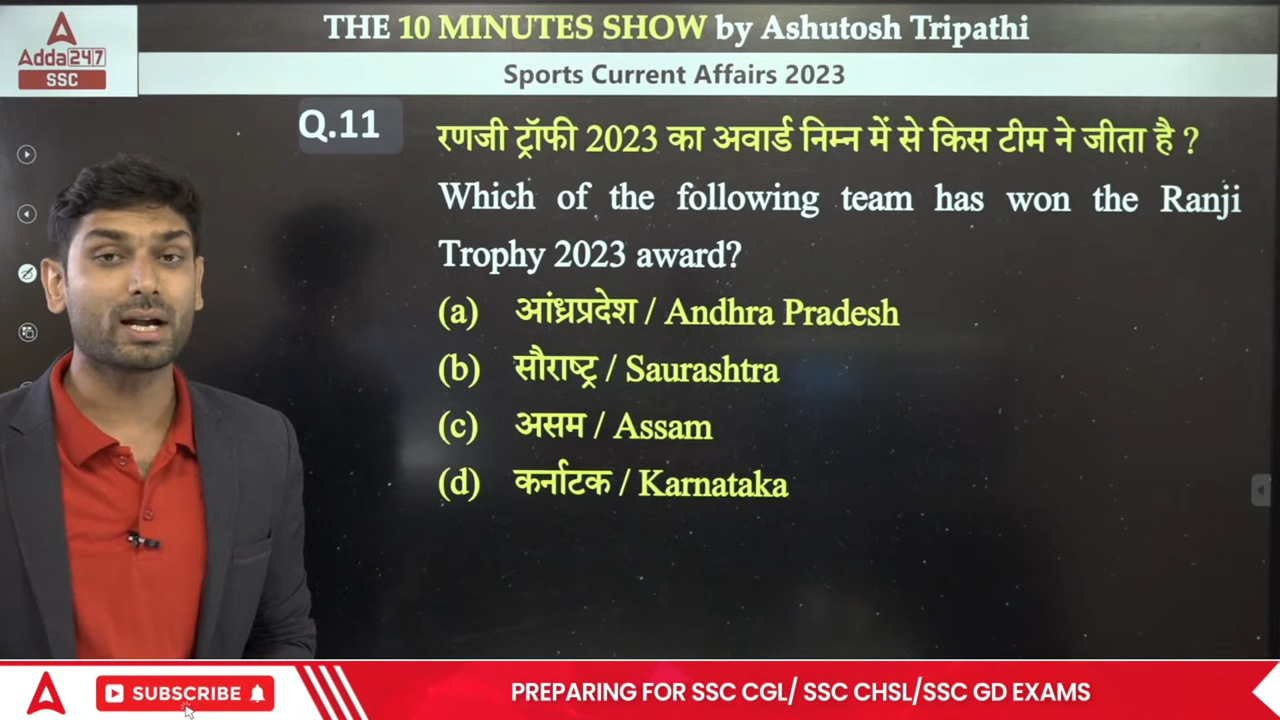 THE 10 MINUTES SHOW by Ashutosh Tripathi
Adda247
SSC
Sports Current Affairs 2023
Q.11
रणजी ट्रॉफी 2023 का अवार्ड निम्न में से किस टीम ने जीता है ?
Which of the following team has won the Ranji
Trophy 2023 award?
(a) आंध्रप्रदेश / Andhra Pradesh
(b) सौराष्ट्र / Saurashtra
(c) असम / Assam
(d) कर्नाटक / Karnataka
SUBSCRIBE
PREPARING FOR SSC CGL/ SSC CHSL/SSC GD EXAMS